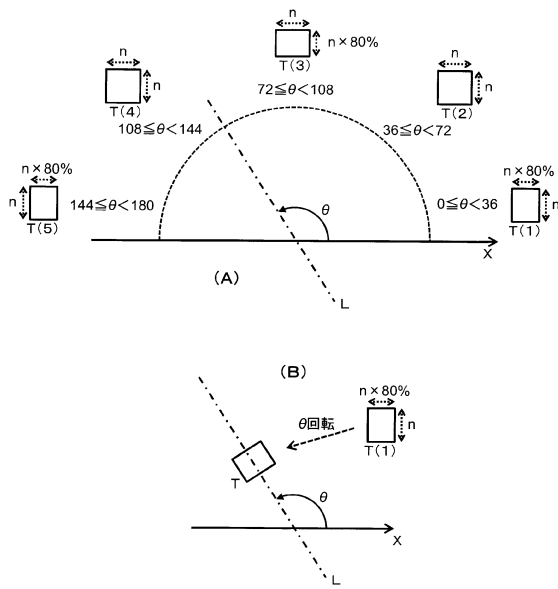 n
n×80%
T(3)
n
n
T(4)
n
n
T(2)
72≦θ<108
108≦θ<144
36≦θ<72
n×80%
n
T(5)
144≦θ<180
θ
0≦θ<36
n×80%
n
T(1)
X
(A)
L
(B)
n×80%
n
T(1)
θ回転
T
θ
X
L